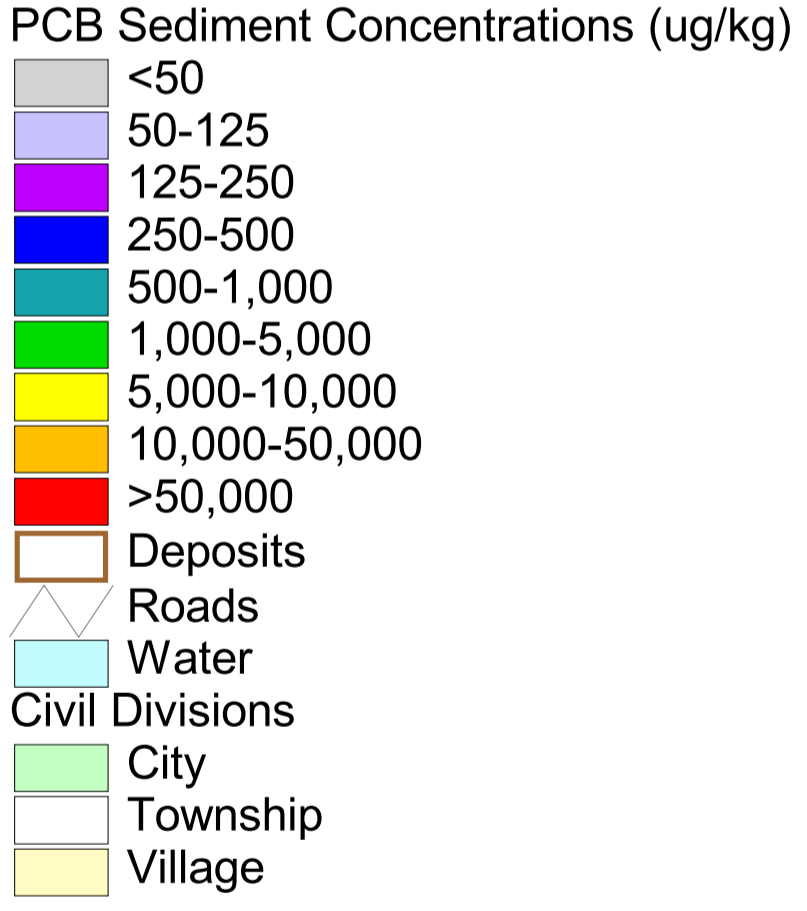 PCB Sediment Concentrations (ug/kg)
<50
50-125
125-250
250-500
500-1,000
1,000-5,000
5,000-10,000
10,000-50,000
>50,000
Deposits
Roads
Water
Civil Divisions
City
Township
Village